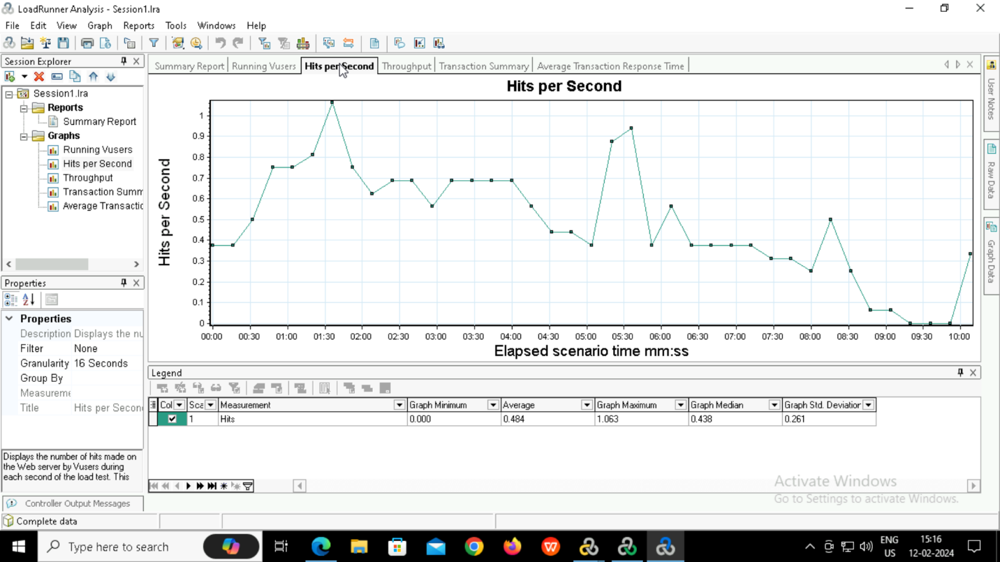 LoadRunner Analysis - Session1.lra
File Edit View Graph Reports Tools Windows Help
Session Explorer
Session1.lra
Reports
Summary Report
Graphs
Running Vusers
Hits per Second
Throughput
Transaction Summ
Average Transactic
Properties
Properties
Description Displays the nu
Filter None
Granularity 16 Seconds
Group By
Measureme
Title Hits per Secon
Displays the number of hits made on
the Web server by Vusers during
each second of the load test. This
Controller Output Messages
Complete data
Summary Report Running Vusers Hits per Second Throughput Transaction Summary Average Transaction Response Time
Hits per Second
Hits per Second
1
0.9
0.8
0.7
0.6
0.5
0.4
0.3
0.2
0.1
0
00:00 00:30 01:00 01:30 02:00 02:30 03:00 03:30 04:00 04:30 05:00 05:30 06:00 06:30 07:00 07:30 08:00 08:30 09:00 09:30 10:00
Elapsed scenario time mm:ss
User Notes
Raw Data
Graph Data
Legend
Col Sca Measurement Graph Minimum Average Graph Maximum Graph Median Graph Std. Deviation
1 Hits 0.000 0.484 1.063 0.438 0.261
Activate Windows
Go to Settings to activate Windows.
Type here to search
ENG
US
15:16
12-02-2024